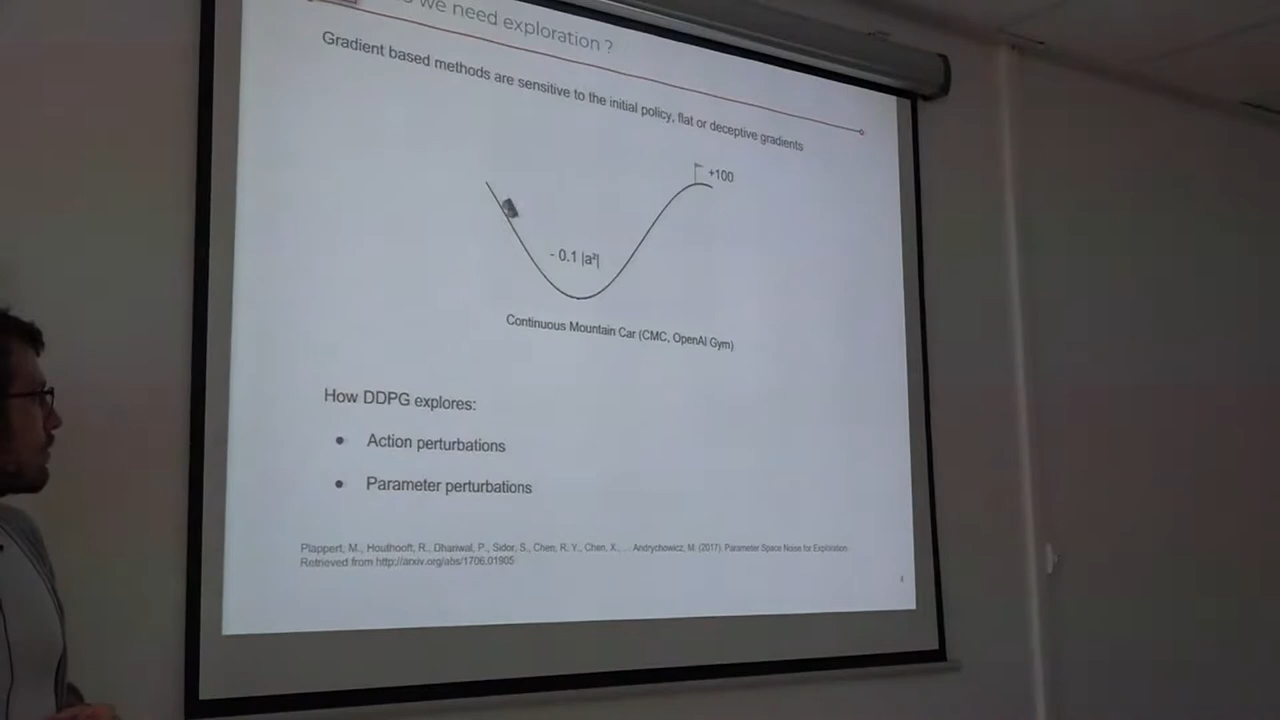 we need exploration ?
Gradient based methods are sensitive to the initial policy, flat or deceptive gradients
+100
- 0.1 |a²|
Continuous Mountain Car (CMC, OpenAI Gym)
How DDPG explores:
● Action perturbations
● Parameter perturbations
Plappert, M., Houthooft, R., Dhariwal, P., Sidor, S., Chen, R. Y., Chen, X., ... Andrychowicz, M. (2017). Parameter Space Noise for Exploration.
Retrieved from http://arxiv.org/abs/1706.01905
4